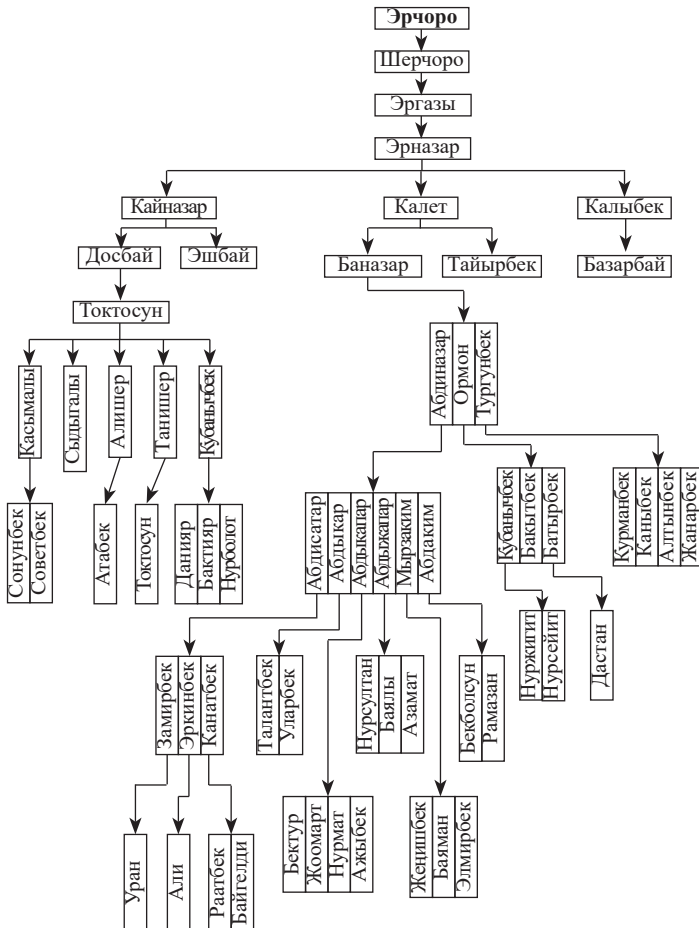 Эрчоро
Шерчоро
Эргазы
Эрназар
Кайназар
Калет
Калыбек
Досбай
Эшбай
Баназар
Тайырбек
Базарбай
Токтосун
Абдиназар
Ормон
Тургунбек
Касымалы
Сыдыгалы
Алишер
Танишер
Кубанычбек
Сонунбек
Советбек
Атабек
Токтосун
Данияр
Бактияр
Нурболот
Абдисатар
Абдыкар
Абдыкапар
Абдыжапар
Мырзаким
Абдаким
Кубанычбек
Бакытбек
Батырбек
Курманбек
Каныбек
Алтынбек
Жанарбек
Замирбек
Эркинбек
Канатбек
Талантбек
Уларбек
Нурсултан
Баялы
Азамат
Бекболсун
Рамазан
Нуржигит
Нурсейит
Дастан
Уран
Али
Раатбек
Байгелди
Бектур
Жоомарт
Нурмат
Ажыбек
Женишбек
Баяман
Элмирбек